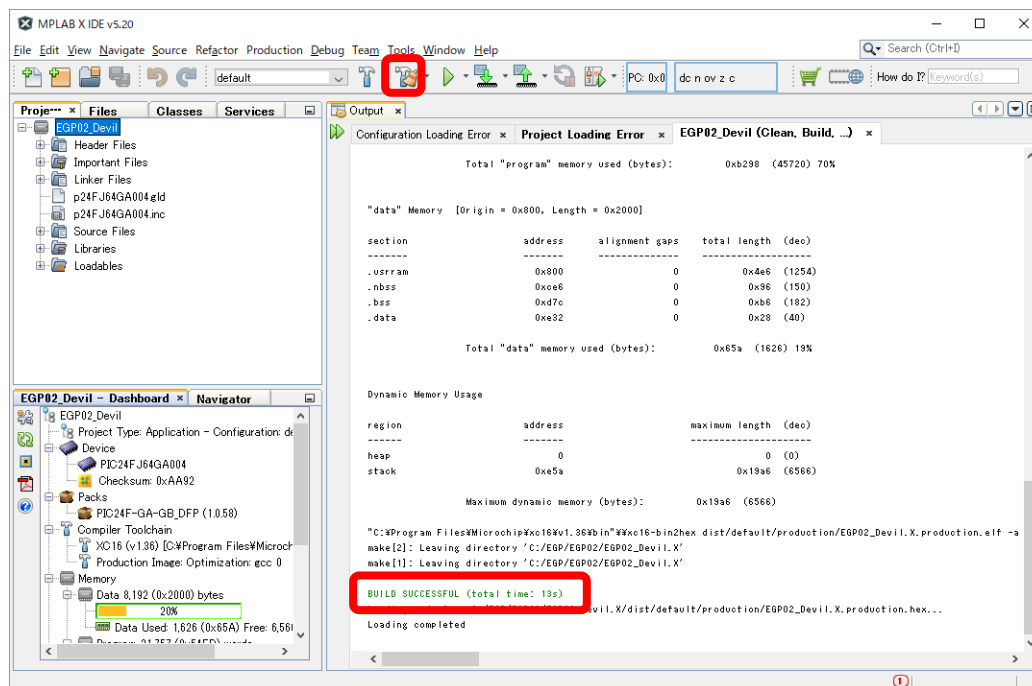 MPLAB X IDE v5.20
File Edit View Navigate Source Refactor Production Debug Team Tools Window Help
Search (Ctrl+I)
default
PC: 0x0
dc n ov z c
How do I? Keyword(s)
Proje··· × Files Classes Services
EGP02_Devil
Header Files
Important Files
Linker Files
p24FJ64GA004.gld
p24FJ64GA004.inc
Source Files
Libraries
Loadables
EGP02_Devil - Dashboard × Navigator
EGP02_Devil
Project Type: Application - Configuration: de
Device
PIC24FJ64GA004
Checksum: 0xAA92
Packs
PIC24F-GA-GB_DFP (1.0.58)
Compiler Toolchain
XC16 (v1.36) [C:¥Program Files¥Microch
Production Image: Optimization: gcc 0
Memory
Data 8,192 (0x2000) bytes
20%
Data Used: 1,626 (0x65A) Free: 6,56
Output ×
Configuration Loading Error × Project Loading Error × EGP02_Devil (Clean, Build, ...) ×
Total "program" memory used (bytes): 0xb298 (45720) 70%
"data" Memory [Origin = 0x800, Length = 0x2000]
section address alignment gaps total length (dec)
------- ------- -------------- -------------------
.usrram 0x800 0 0x4e6 (1254)
.nbss 0xce6 0 0x96 (150)
.bss 0xd7c 0 0xb6 (182)
.data 0xe32 0 0x28 (40)
Total "data" memory used (bytes): 0x65a (1626) 19%
Dynamic Memory Usage
region address maximum length (dec)
------ ------- ---------------------
heap 0 0 (0)
stack 0xe5a 0x19a6 (6566)
Maximum dynamic memory (bytes): 0x19a6 (6566)
"C:¥Program Files¥Microchip¥xc16¥v1.36¥bin"¥¥xc16-bin2hex dist/default/production/EGP02_Devil.X.production.elf -a
make[2]: Leaving directory 'C:/EGP/EGP02/EGP02_Devil.X'
make[1]: Leaving directory 'C:/EGP/EGP02/EGP02_Devil.X'
BUILD SUCCESSFUL (total time: 13s)
evil.X/dist/default/production/EGP02_Devil.X.production.hex...
Loading completed
1